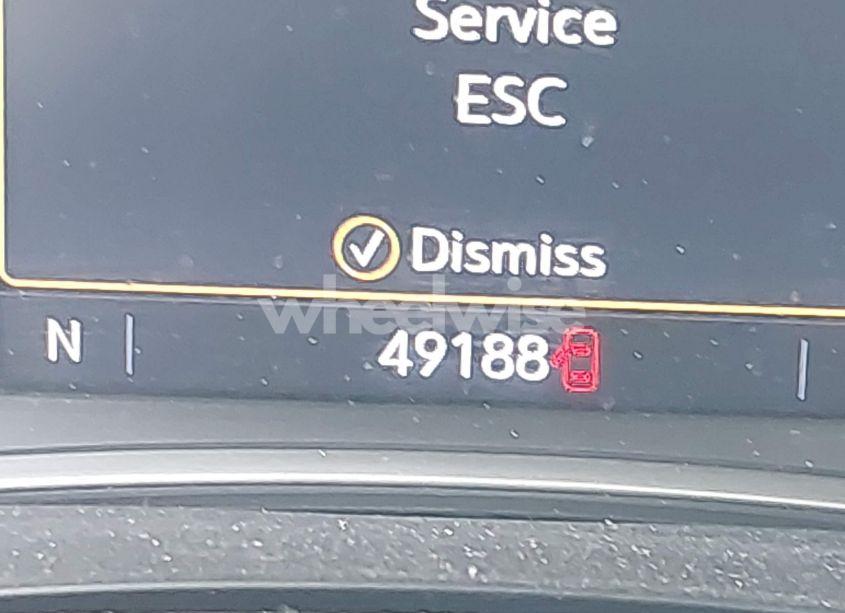 Service
ESC
Dismiss
wheelwise
N 49188